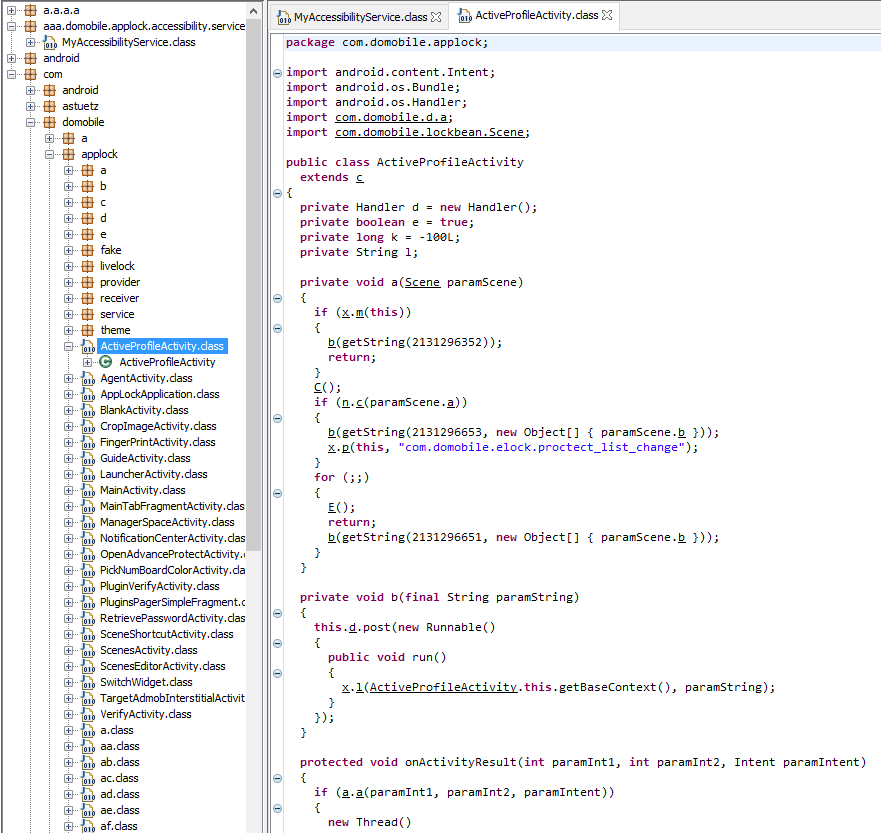 a.a.a.a
aaa.domobile.applock.accessibility.service
MyAccessibilityService.class
android
com
android
astuetz
domobile
a
applock
a
b
c
d
e
fake
livelock
provider
receiver
service
theme
ActiveProfileActivity.class
ActiveProfileActivity
AgentActivity.class
AppLockApplication.class
BlankActivity.class
CropImageActivity.class
FingerPrintActivity.class
GuideActivity.class
LauncherActivity.class
MainActivity.class
MainTabFragmentActivity.clas
ManagerSpaceActivity.class
NotificationCenterActivity.clas
OpenAdvanceProtectActivity.
PickNumBoardColorActivity.cla
PluginVerifyActivity.class
PluginsPagerSimpleFragment.c
RetrievePasswordActivity.clas
SceneShortcutActivity.class
ScenesActivity.class
ScenesEditorActivity.class
SwitchWidget.class
TargetAdmobInterstitialActivit
VerifyActivity.class
a.class
aa.class
ab.class
ac.class
ad.class
ae.class
af.class
MyAccessibilityService.class
ActiveProfileActivity.class
package com.domobile.applock;
import android.content.Intent;
import android.os.Bundle;
import android.os.Handler;
import com.domobile.d.a;
import com.domobile.lockbean.Scene;
public class ActiveProfileActivity
extends c
{
private Handler d = new Handler();
private boolean e = true;
private long k = -100L;
private String l;
private void a(Scene paramScene)
{
if (x.m(this))
{
b(getString(2131296352));
return;
}
C();
if (n.c(paramScene.a))
{
b(getString(2131296653, new Object[] { paramScene.b }));
x.p(this, "com.domobile.elock.proctect_list_change");
}
for (;;)
{
E();
return;
b(getString(2131296651, new Object[] { paramScene.b }));
}
}
private void b(final String paramString)
{
this.d.post(new Runnable()
{
public void run()
{
x.l(ActiveProfileActivity.this.getBaseContext(), paramString);
}
});
}
protected void onActivityResult(int paramInt1, int paramInt2, Intent paramIntent)
{
if (a.a(paramInt1, paramInt2, paramIntent))
{
new Thread()